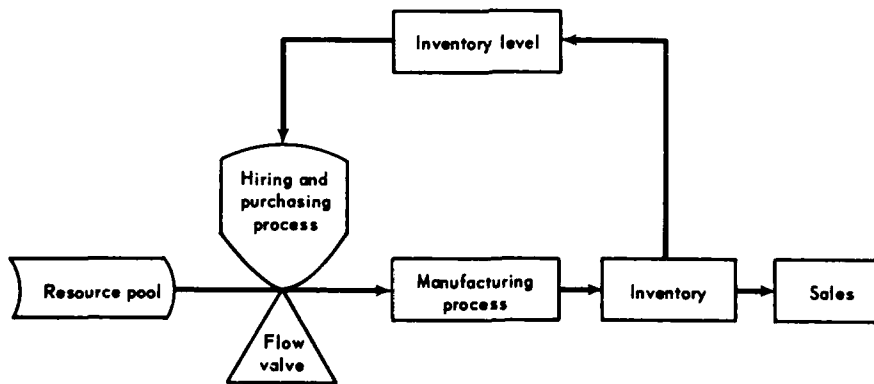 Inventory level
Hiring and
purchasing
process
Resource pool
Flow
valve
Manufacturing
process
Inventory
Sales